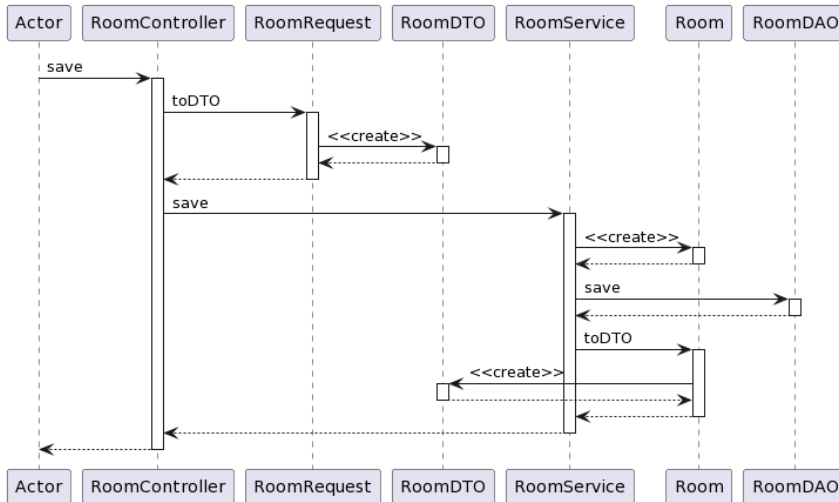 Actor RoomController RoomRequest RoomDTO RoomService Room RoomDAO
save
toDTO
<<create>>
save
<<create>>
save
toDTO
<<create>>
Actor RoomController RoomRequest RoomDTO RoomService Room RoomDAO